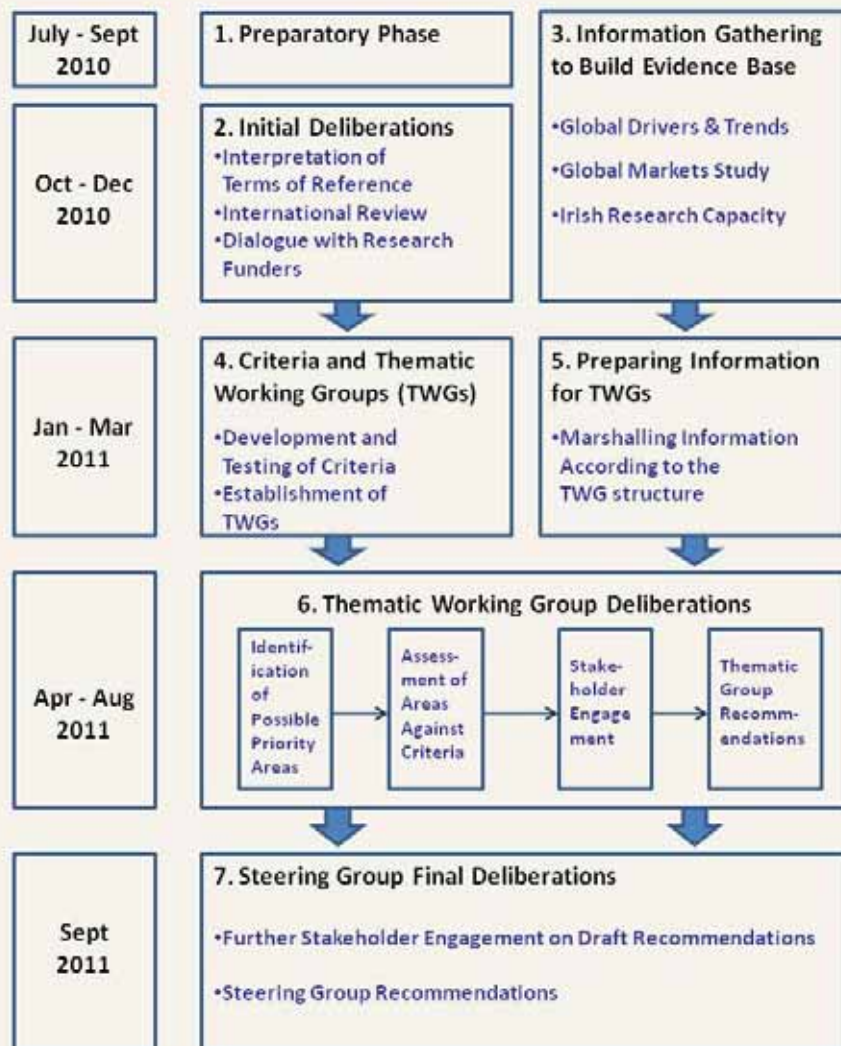 July - Sept
2010
1. Preparatory Phase
3. Information Gathering
to Build Evidence Base
•Global Drivers & Trends
•Global Markets Study
•Irish Research Capacity
Oct - Dec
2010
2. Initial Deliberations
•Interpretation of
Terms of Reference
•International Review
•Dialogue with Research
Funders
Jan - Mar
2011
4. Criteria and Thematic
Working Groups (TWGs)
•Development and
Testing of Criteria
•Establishment of
TWGs
5. Preparing Information
for TWGs
•Marshalling Information
According to the
TWG structure
Apr - Aug
2011
6. Thematic Working Group Deliberations
Identif-
ication
of
Possible
Priority
Areas
Assess-
ment of
Areas
Against
Criteria
Stake-
holder
Engage
ment
Thematic
Group
Recomm-
endations
Sept
2011
7. Steering Group Final Deliberations
•Further Stakeholder Engagement on Draft Recommendations
•Steering Group Recommendations